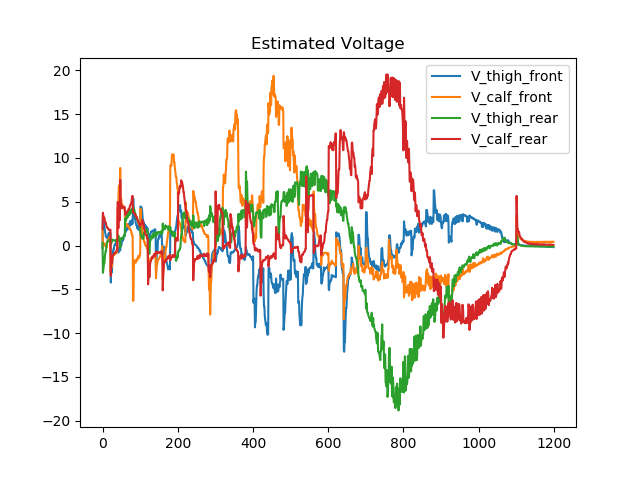 Estimated Voltage
V_thigh_front
V_calf_front
V_thigh_rear
V_calf_rear
20
15
10
5
0
−5
−10
−15
−20
0 200 400 600 800 1000 1200